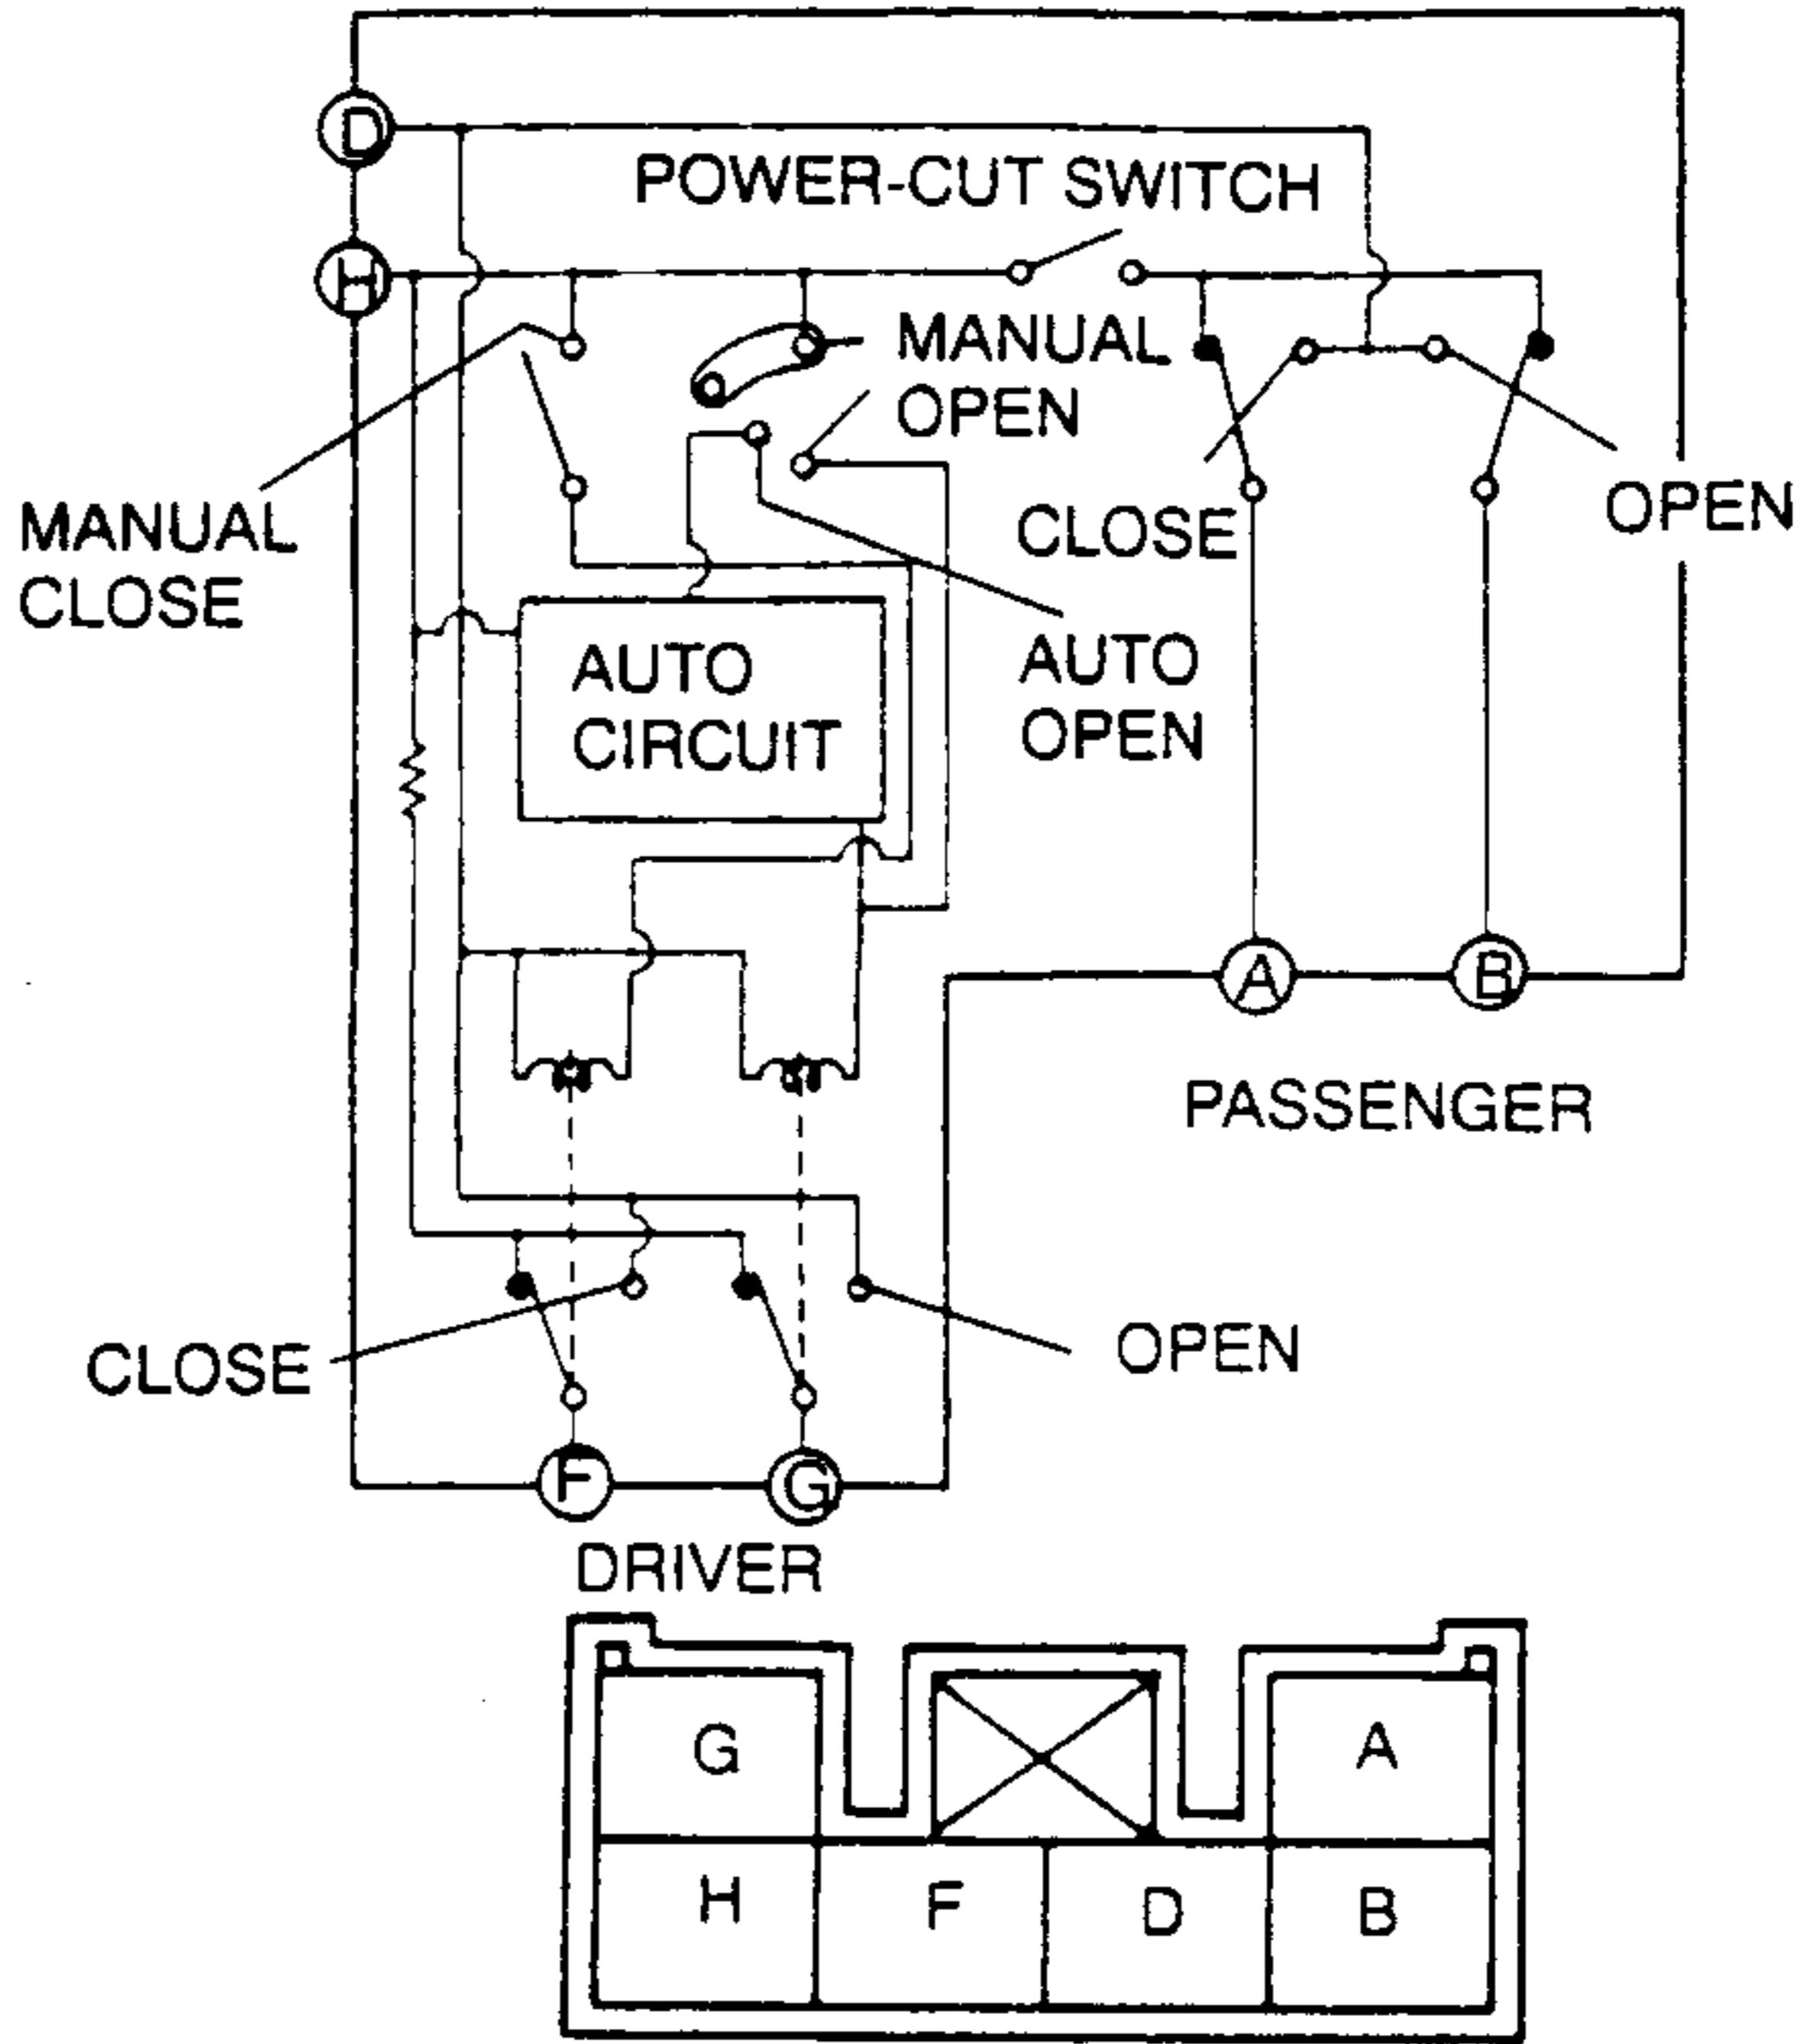 D
POWER-CUT SWITCH
H
MANUAL
OPEN
MANUAL
CLOSE
CLOSE
OPEN
AUTO
CIRCUIT
AUTO
OPEN
A
B
PASSENGER
CLOSE
OPEN
F
G
DRIVER
G
A
H
F
D
B